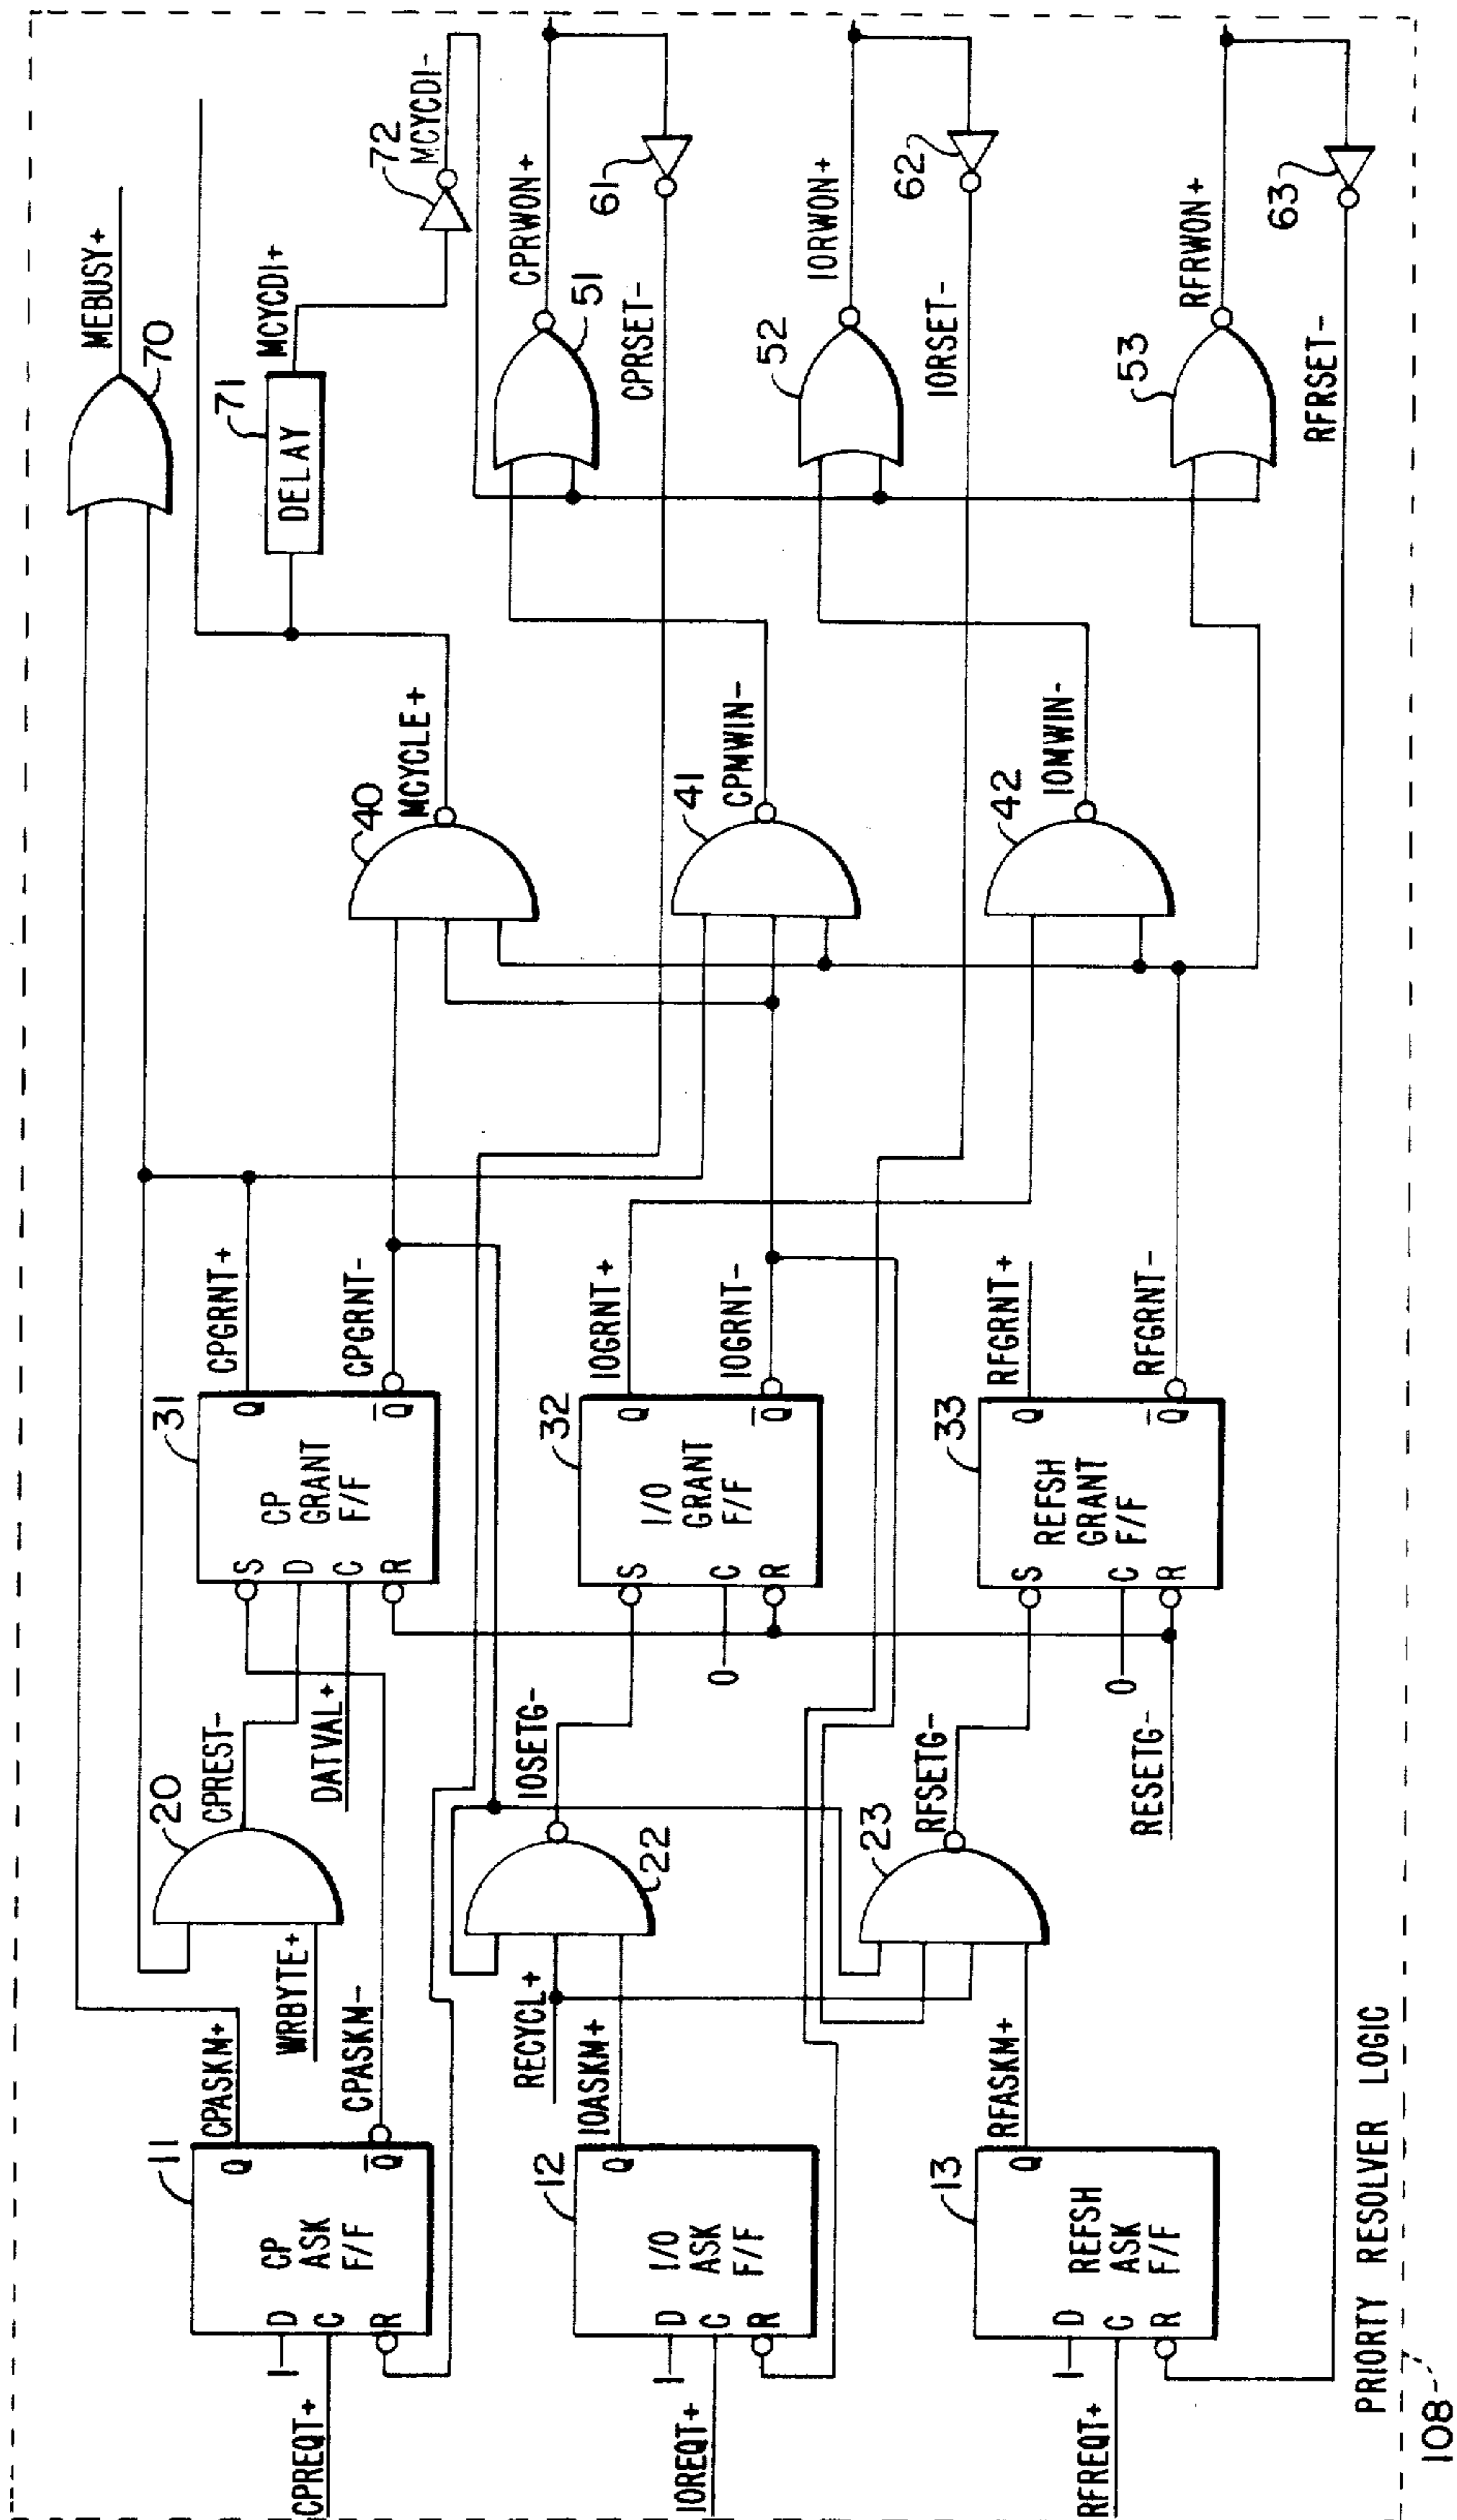 CPREQT+
1
D
C
R
CP
ASK
F/F
Q
Q
11
CPASKM+
CPASKM-
WRBYTE+
20
CPREST-
DATVAL+
S
D
C
R
CP
GRANT
F/F
Q
Q
31
CPGRNT+
CPGRNT-
40
MCYCLE+
MEBUSY+
70
71
DELAY
MCYCDI+
72
MCYCDI-
IOREQT+
1
D
C
R
I/O
ASK
F/F
Q
12
IOASKM+
RECYCL+
22
IOSETG-
S
C
R
0
I/O
GRANT
F/F
Q
Q
32
IOGRNT+
IOGRNT-
41
CPMWIN-
51
CPRWON+
61
CPRSET-
RFREQT+
1
D
C
R
REFSH
ASK
F/F
Q
13
RFASKM+
23
RFSETG-
RESETG-
S
C
R
0
REFSH
GRANT
F/F
Q
Q
33
RFGRNT+
RFGRNT-
42
IOMWIN-
52
IORWON+
62
IORSET-
53
RFRWON+
63
RFRSET-
PRIORTY RESOLVER LOGIC
108